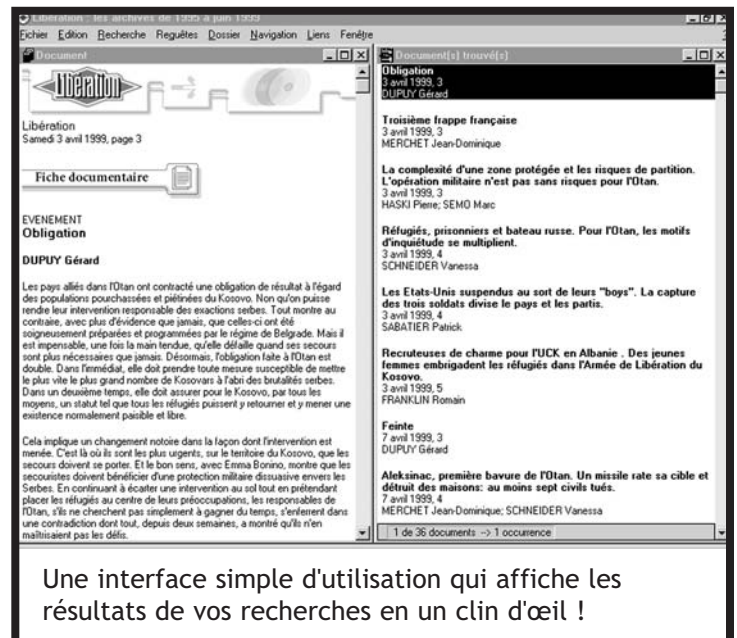 Libération : les archives de 1995 à juin 1999
Fichier Edition Recherche Requêtes Dossier Navigation Liens Fenêtre
Document
Libération
Libération
Samedi 3 avril 1999, page 3
Fiche documentaire
EVENEMENT
Obligation
DUPUY Gérard
Les pays alliés dans l'Otan ont contracté une obligation de résultat à l'égard
des populations pourchassées et piétinées du Kosovo. Non qu'on puisse
rendre leur intervention responsable des exactions serbes. Tout montre au
contraire, avec plus d'évidence que jamais, que celles-ci ont été
soigneusement préparées et programmées par le régime de Belgrade. Mais il
est impensable, une fois la main tendue, qu'elle défaille quand ses secours
sont plus nécessaires que jamais. Désormais, l'obligation faite à l'Otan est
double. Dans l'immédiat, elle doit prendre toute mesure susceptible de mettre
le plus vite le plus grand nombre de Kosovars à l'abri des brutalités serbes.
Dans un deuxième temps, elle doit assurer pour le Kosovo, par tous les
moyens, un statut tel que tous les réfugiés puissent y retourner et y mener une
existence normalement paisible et libre.
Cela implique un changement notoire dans la façon dont l'intervention est
menée. C'est là où ils sont les plus urgents, sur le territoire du Kosovo, que les
secours doivent se porter. Et le bon sens, avec Emma Bonino, montre que les
secouristes doivent bénéficier d'une protection militaire dissuasive envers les
Serbes. En continuant à écarter une intervention au sol tout en prétendant
placer les réfugiés au centre de leurs préoccupations, les responsables de
l'Otan, s'ils ne cherchent pas simplement à gagner du temps, s'enferment dans
une contradiction dont tout, depuis deux semaines, a montré qu'ils n'en
maîtrisaient pas les défis.
Document(s) trouvé(s)
Obligation
3 avril 1999, 3
DUPUY Gérard
Troisième frappe française
3 avril 1999, 3
MERCHET Jean-Dominique
La complexité d'une zone protégée et les risques de partition.
L'opération militaire n'est pas sans risques pour l'Otan.
3 avril 1999, 3
HASKI Pierre; SEMO Marc
Réfugiés, prisonniers et bateau russe. Pour l'Otan, les motifs
d'inquiétude se multiplient.
3 avril 1999, 4
SCHNEIDER Vanessa
Les Etats-Unis suspendus au sort de leurs "boys". La capture
des trois soldats divise le pays et les partis.
3 avril 1999, 4
SABATIER Patrick
Recruteuses de charme pour l'UCK en Albanie . Des jeunes
femmes embrigadent les réfugiés dans l'Armée de Libération du
Kosovo.
3 avril 1999, 5
FRANKLIN Romain
Feinte
7 avril 1999, 3
DUPUY Gérard
Aleksinac, première bavure de l'Otan. Un missile rate sa cible et
détruit des maisons: au moins sept civils tués.
7 avril 1999, 4
MERCHET Jean-Dominique; SCHNEIDER Vanessa
1 de 36 documents --> 1 occurrence
Une interface simple d'utilisation qui affiche les
résultats de vos recherches en un clin d'œil !